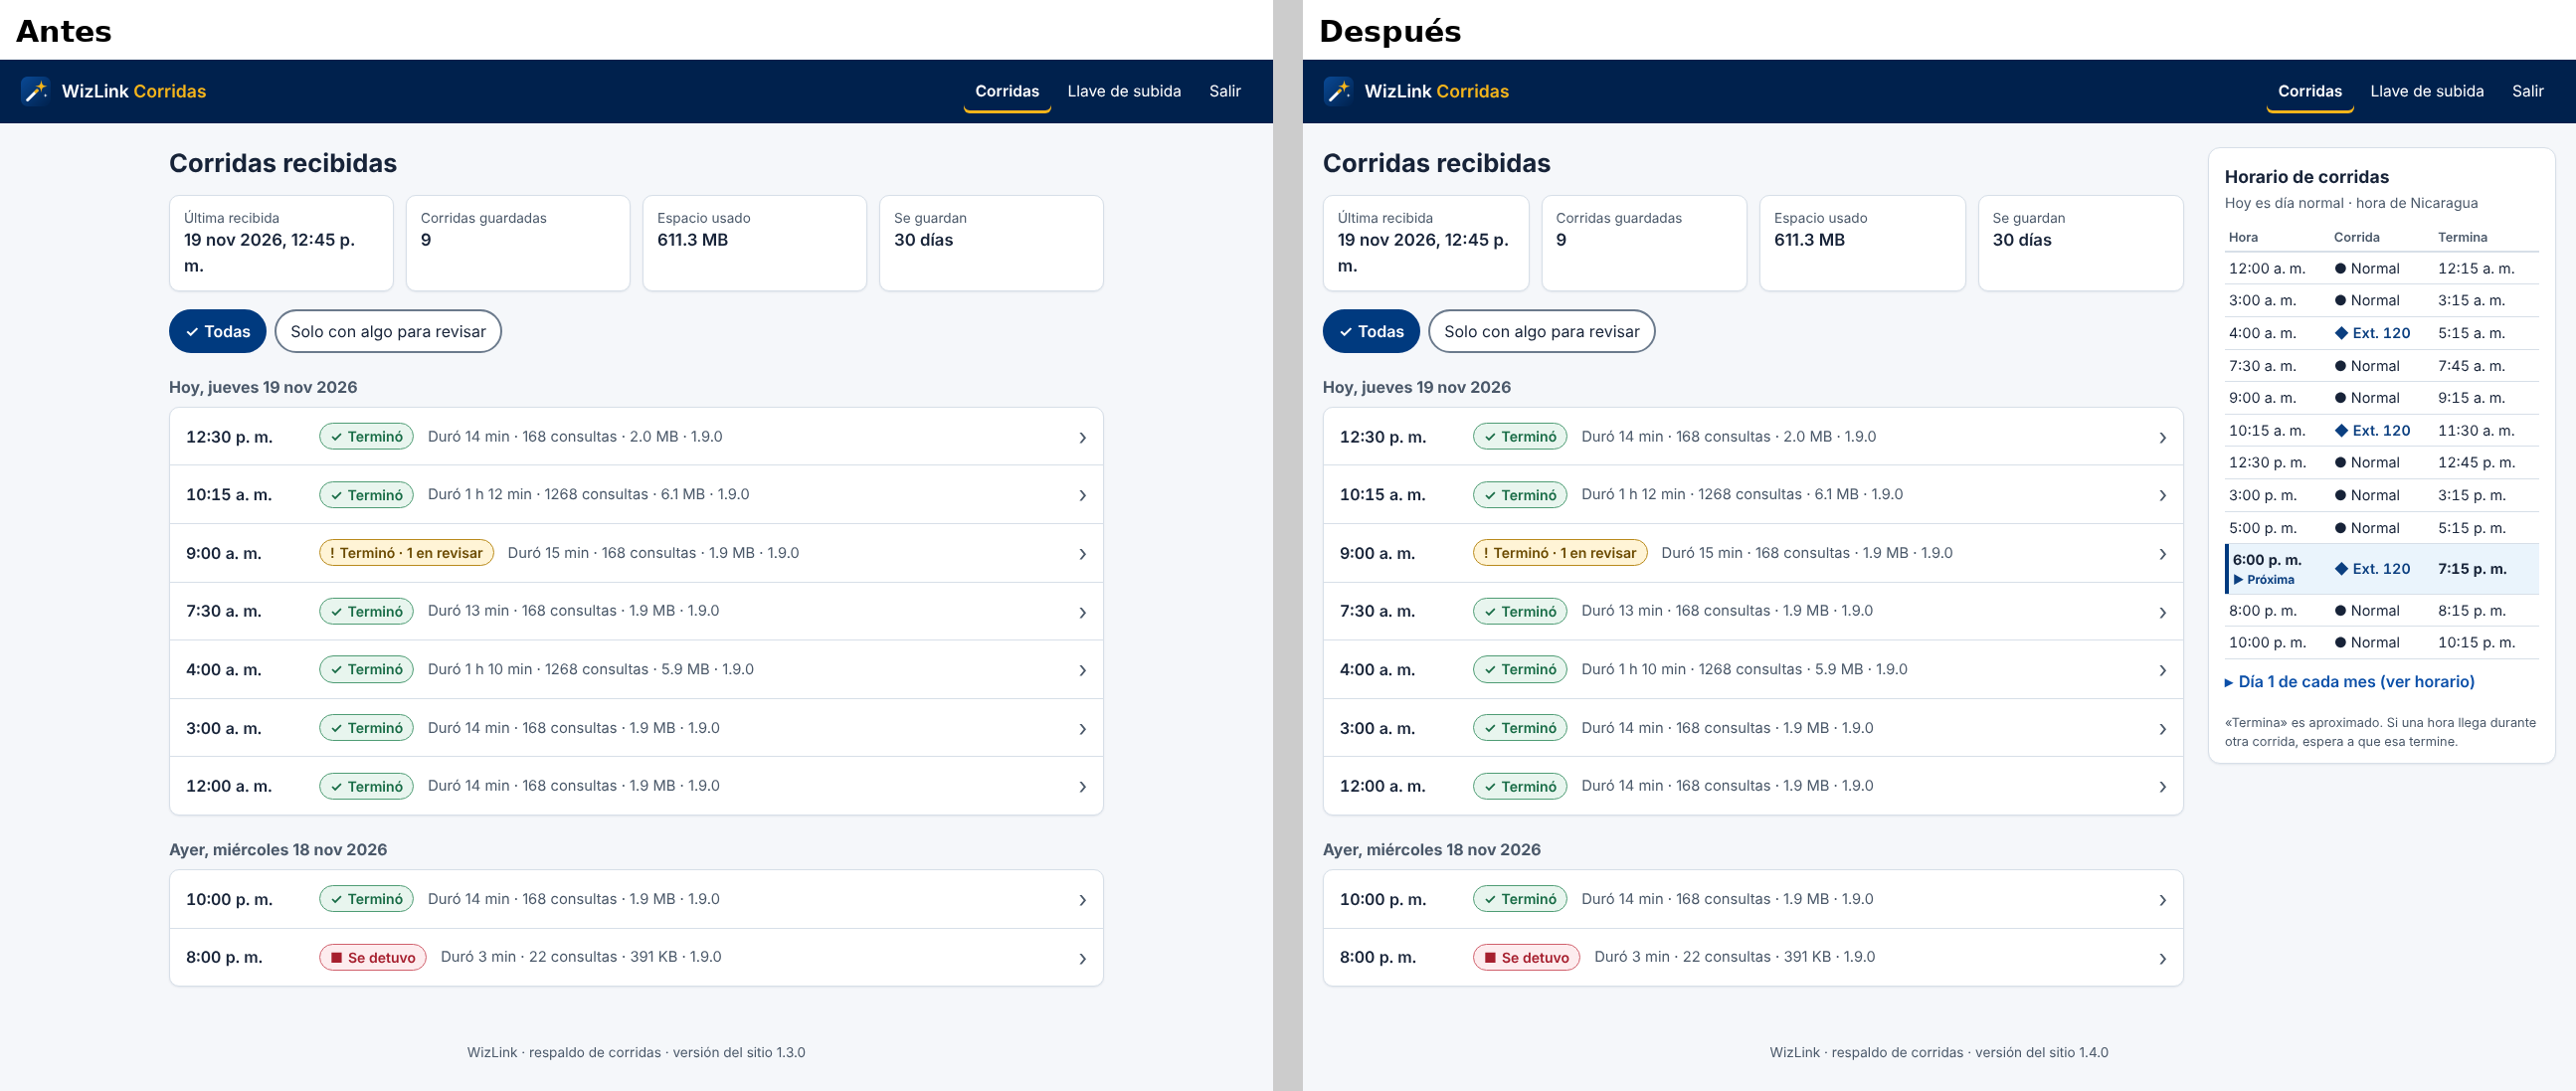 Antes
WizLink Corridas
Corridas Llave de subida Salir
Corridas recibidas
Última recibida
19 nov 2026, 12:45 p.
m.
Corridas guardadas
9
Espacio usado
611.3 MB
Se guardan
30 días
✓ Todas
Solo con algo para revisar
Hoy, jueves 19 nov 2026
12:30 p. m. ✓ Terminó Duró 14 min · 168 consultas · 2.0 MB · 1.9.0 ›
10:15 a. m. ✓ Terminó Duró 1 h 12 min · 1268 consultas · 6.1 MB · 1.9.0 ›
9:00 a. m. ! Terminó · 1 en revisar Duró 15 min · 168 consultas · 1.9 MB · 1.9.0 ›
7:30 a. m. ✓ Terminó Duró 13 min · 168 consultas · 1.9 MB · 1.9.0 ›
4:00 a. m. ✓ Terminó Duró 1 h 10 min · 1268 consultas · 5.9 MB · 1.9.0 ›
3:00 a. m. ✓ Terminó Duró 14 min · 168 consultas · 1.9 MB · 1.9.0 ›
12:00 a. m. ✓ Terminó Duró 14 min · 168 consultas · 1.9 MB · 1.9.0 ›
Ayer, miércoles 18 nov 2026
10:00 p. m. ✓ Terminó Duró 14 min · 168 consultas · 1.9 MB · 1.9.0 ›
8:00 p. m. ■ Se detuvo Duró 3 min · 22 consultas · 391 KB · 1.9.0 ›
WizLink · respaldo de corridas · versión del sitio 1.3.0
Después
WizLink Corridas
Corridas Llave de subida Salir
Corridas recibidas
Última recibida
19 nov 2026, 12:45 p.
m.
Corridas guardadas
9
Espacio usado
611.3 MB
Se guardan
30 días
✓ Todas
Solo con algo para revisar
Hoy, jueves 19 nov 2026
12:30 p. m. ✓ Terminó Duró 14 min · 168 consultas · 2.0 MB · 1.9.0 ›
10:15 a. m. ✓ Terminó Duró 1 h 12 min · 1268 consultas · 6.1 MB · 1.9.0 ›
9:00 a. m. ! Terminó · 1 en revisar Duró 15 min · 168 consultas · 1.9 MB · 1.9.0 ›
7:30 a. m. ✓ Terminó Duró 13 min · 168 consultas · 1.9 MB · 1.9.0 ›
4:00 a. m. ✓ Terminó Duró 1 h 10 min · 1268 consultas · 5.9 MB · 1.9.0 ›
3:00 a. m. ✓ Terminó Duró 14 min · 168 consultas · 1.9 MB · 1.9.0 ›
12:00 a. m. ✓ Terminó Duró 14 min · 168 consultas · 1.9 MB · 1.9.0 ›
Ayer, miércoles 18 nov 2026
10:00 p. m. ✓ Terminó Duró 14 min · 168 consultas · 1.9 MB · 1.9.0 ›
8:00 p. m. ■ Se detuvo Duró 3 min · 22 consultas · 391 KB · 1.9.0 ›
Horario de corridas
Hoy es día normal · hora de Nicaragua
Hora Corrida Termina
12:00 a. m. ● Normal 12:15 a. m.
3:00 a. m. ● Normal 3:15 a. m.
4:00 a. m. ◆ Ext. 120 5:15 a. m.
7:30 a. m. ● Normal 7:45 a. m.
9:00 a. m. ● Normal 9:15 a. m.
10:15 a. m. ◆ Ext. 120 11:30 a. m.
12:30 p. m. ● Normal 12:45 p. m.
3:00 p. m. ● Normal 3:15 p. m.
5:00 p. m. ● Normal 5:15 p. m.
6:00 p. m. ◆ Ext. 120 7:15 p. m.
▶ Próxima
8:00 p. m. ● Normal 8:15 p. m.
10:00 p. m. ● Normal 10:15 p. m.
▸ Día 1 de cada mes (ver horario)
«Termina» es aproximado. Si una hora llega durante
otra corrida, espera a que esa termine.
WizLink · respaldo de corridas · versión del sitio 1.4.0